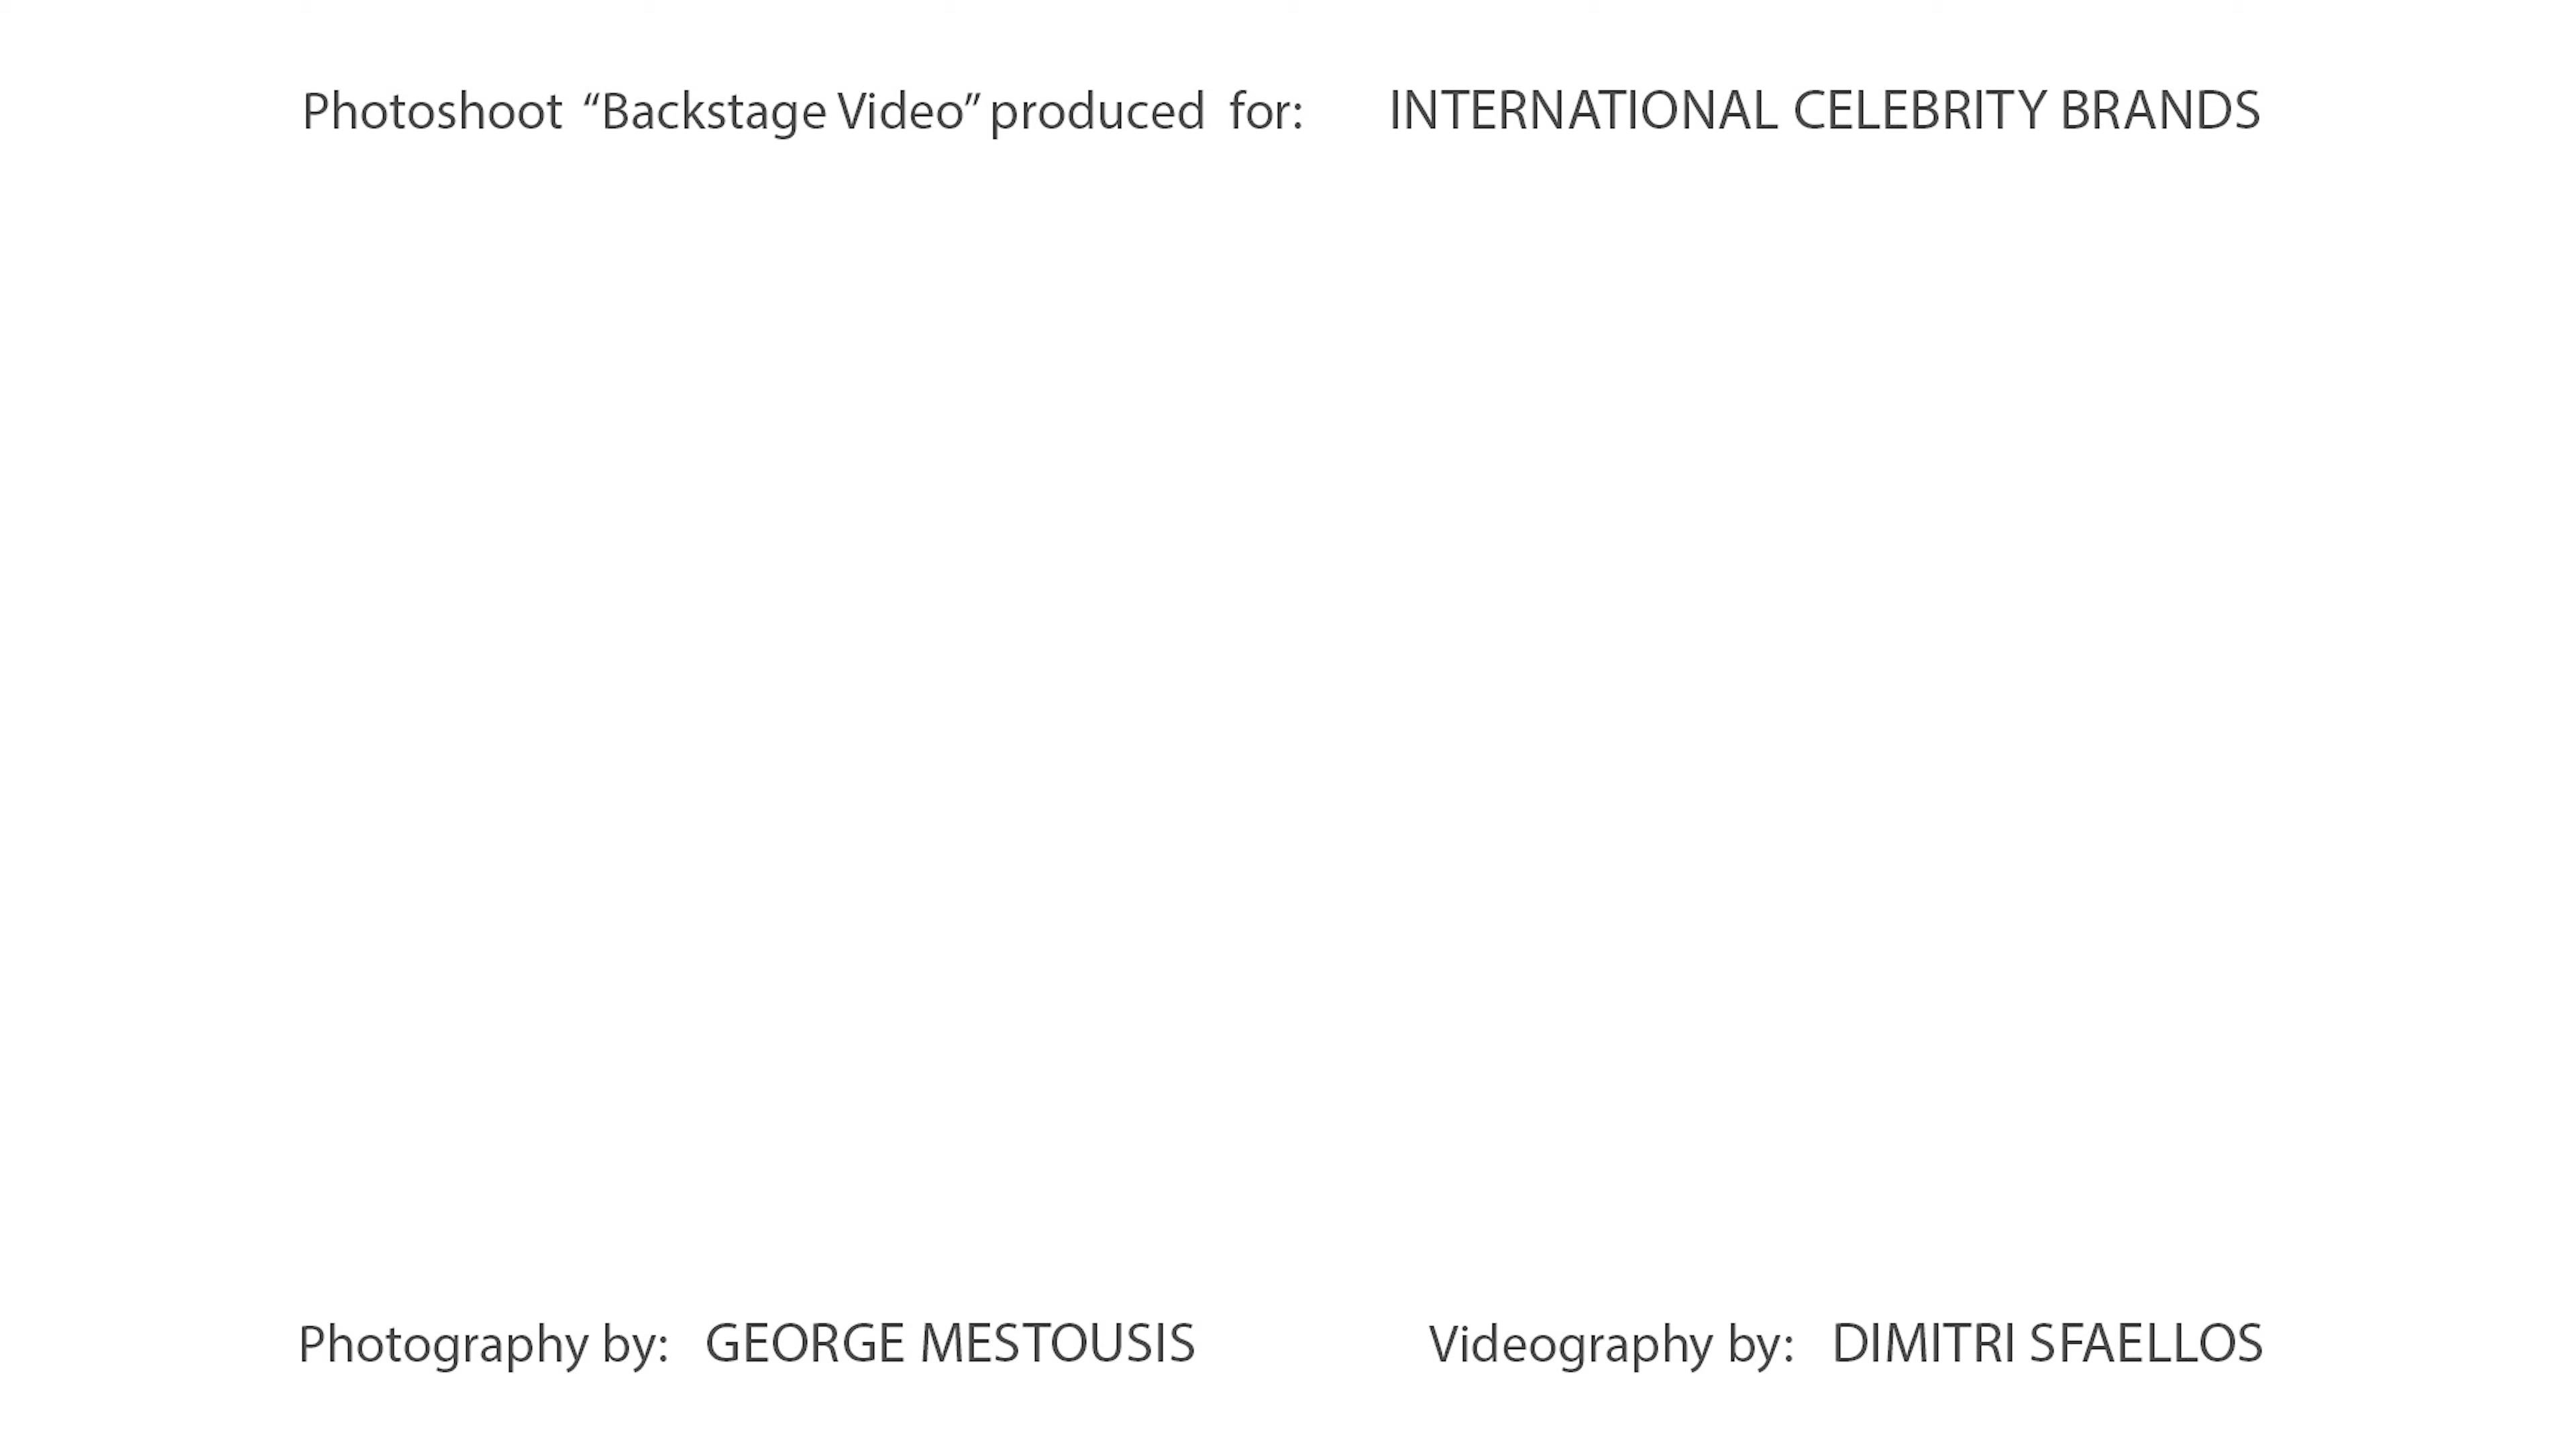 Photoshoot “Backstage Video” produced for: INTERNATIONAL CELEBRITY BRANDS
Photography by: GEORGE MESTOUSIS Videography by: DIMITRI SFAELLOS